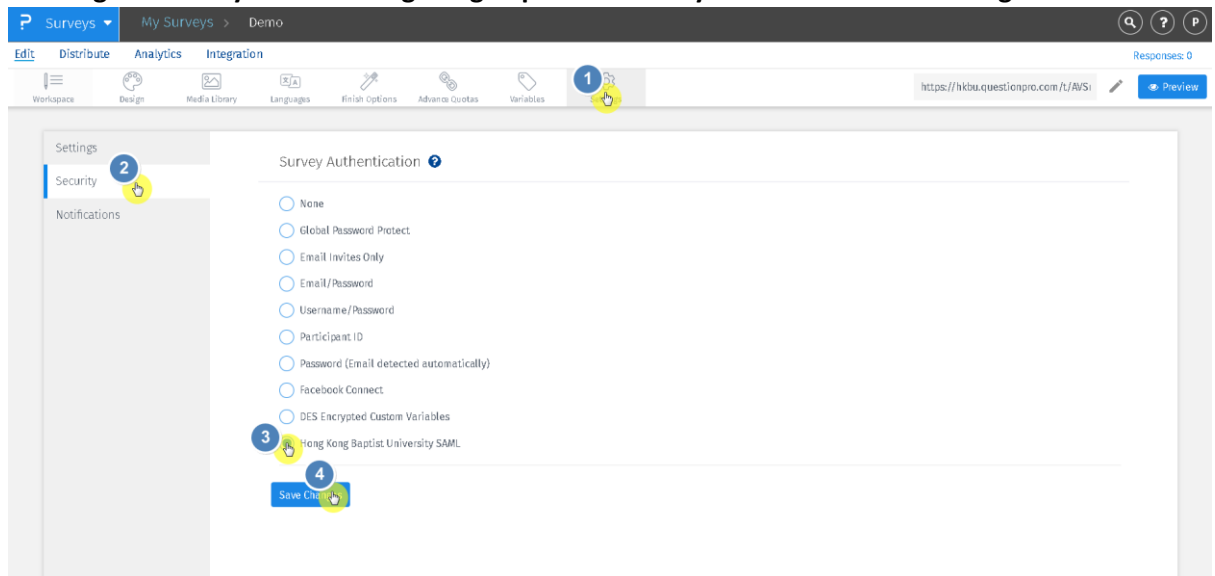 Surveys My Surveys > Demo P
Edit Distribute Analytics Integration Responses: 0
Workspace Design Media Library Languages Finish Options Advance Quotas Variables 1 https://hkbu.questionpro.com/t/AVS Preview
Settings
Survey Authentication ?
Security 2
Notifications
None
Global Password Protect
Email Invites Only
Email/Password
Username/Password
Participant ID
Password (Email detected automatically)
Facebook Connect
DES Encrypted Custom Variables
3 Hong Kong Baptist University SAML
4
Save